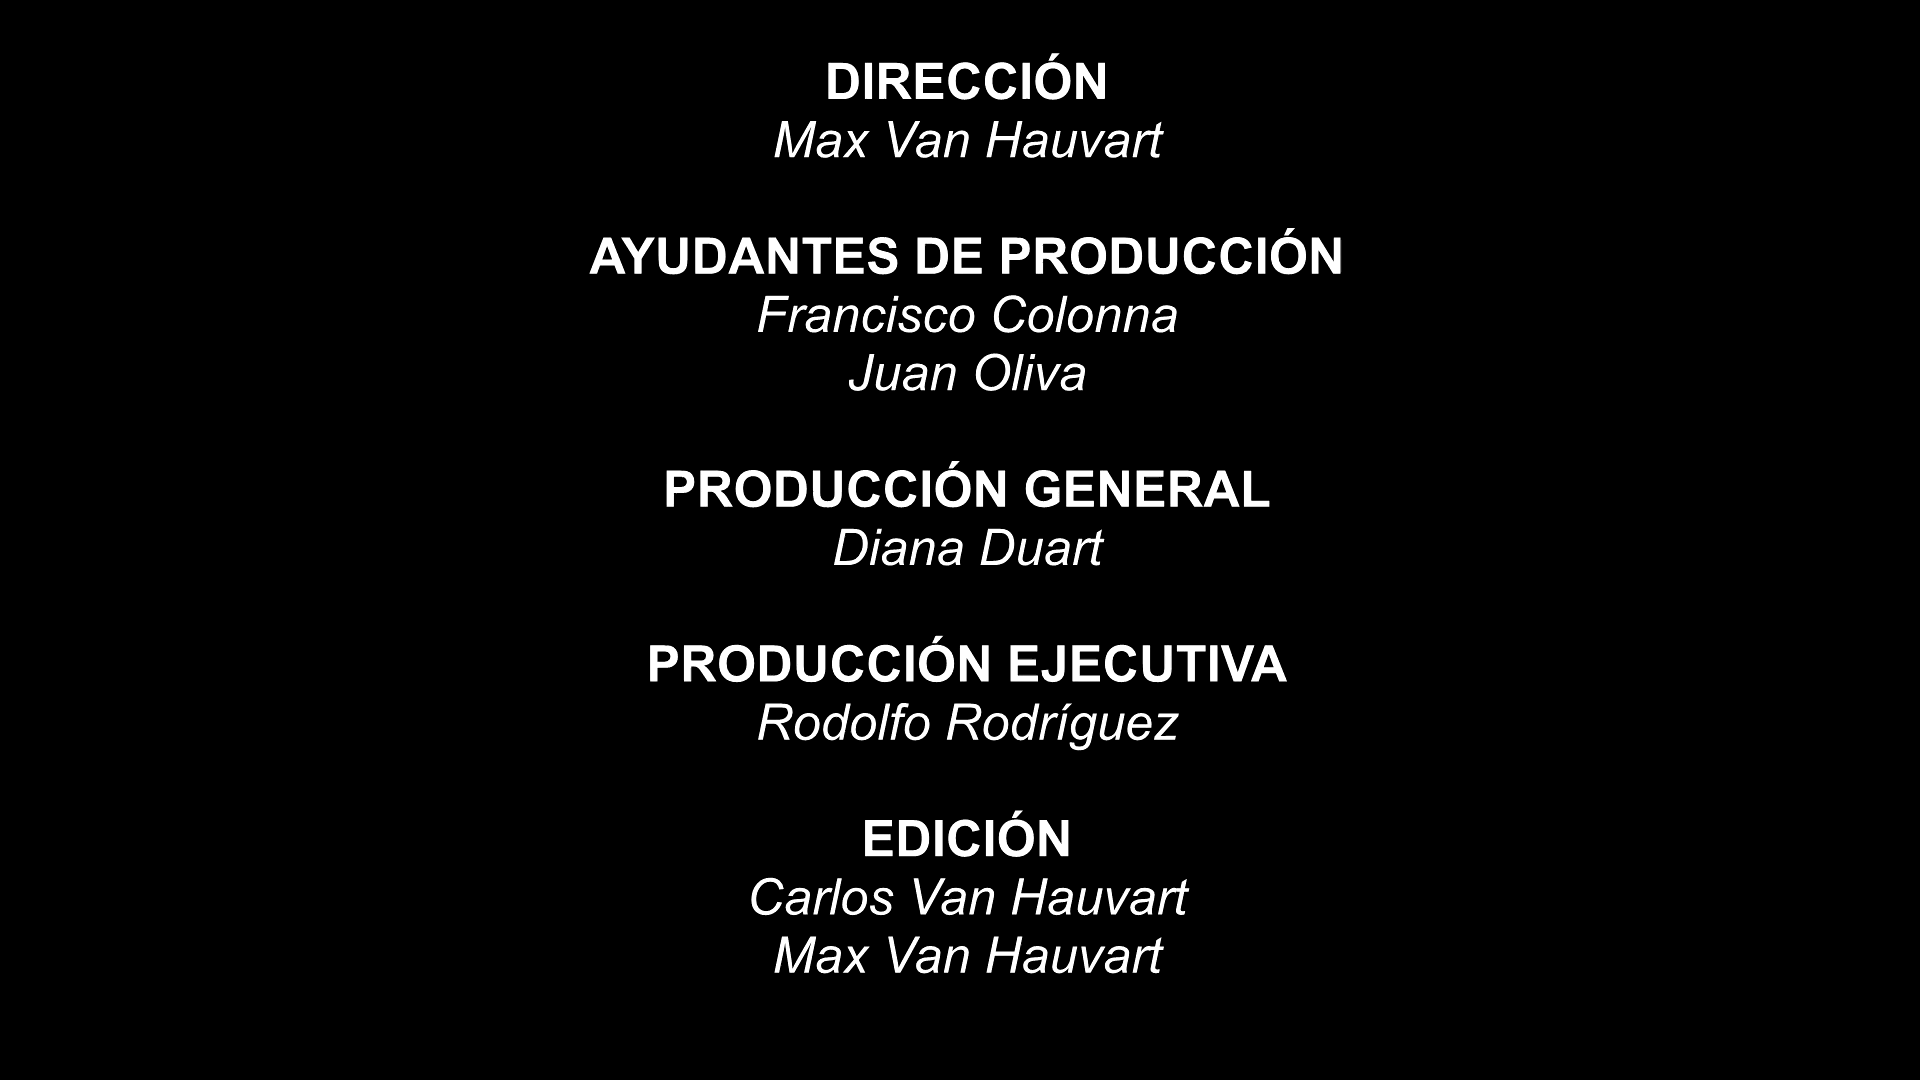 DIRECCIÓN
Max Van Hauvart
AYUDANTES DE PRODUCCIÓN
Francisco Colonna
Juan Oliva
PRODUCCIÓN GENERAL
Diana Duart
PRODUCCIÓN EJECUTIVA
Rodolfo Rodríguez
EDICIÓN
Carlos Van Hauvart
Max Van Hauvart